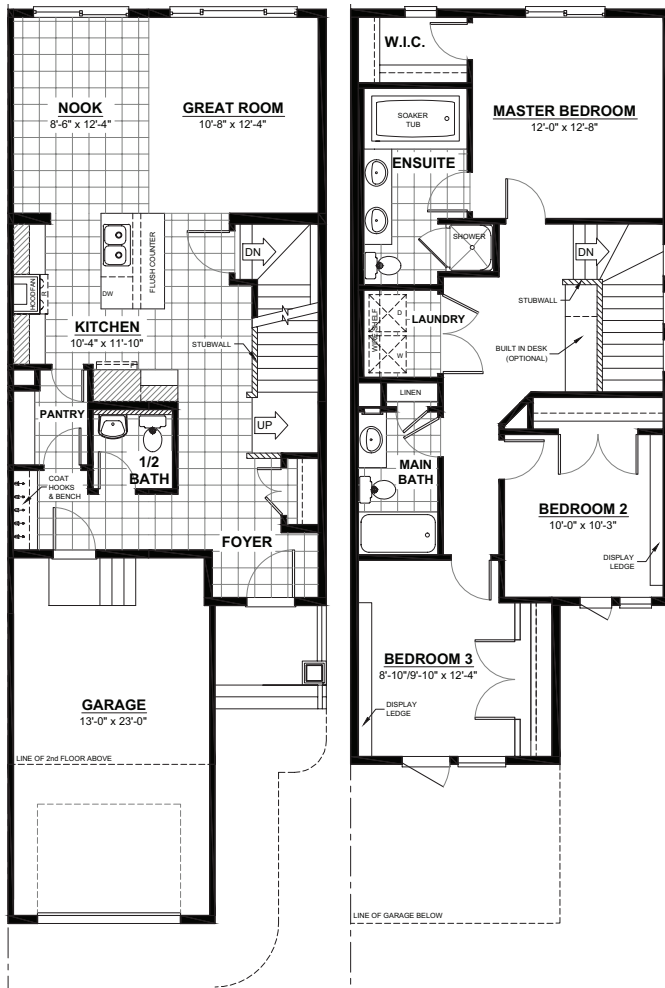 NOOK
8'-6" x 12'-4"
GREAT ROOM
10'-8" x 12'-4"
DN
FLUSH COUNTER
DW
HOODFAN
R
KITCHEN
10'-4" x 11'-10"
STUBWALL
PANTRY
UP
1/2
BATH
COAT
HOOKS
& BENCH
FOYER
GARAGE
13'-0" x 23'-0"
LINE OF 2nd FLOOR ABOVE
W.I.C.
SOAKER
TUB
MASTER BEDROOM
12'-0" x 12'-8"
ENSUITE
SHOWER
DN
STUBWALL
D
WIRE SHELF
W
LAUNDRY
BUILT IN DESK
(OPTIONAL)
LINEN
MAIN
BATH
BEDROOM 2
10'-0" x 10'-3"
DISPLAY
LEDGE
BEDROOM 3
8'-10"/9'-10" x 12'-4"
DISPLAY
LEDGE
LINE OF GARAGE BELOW